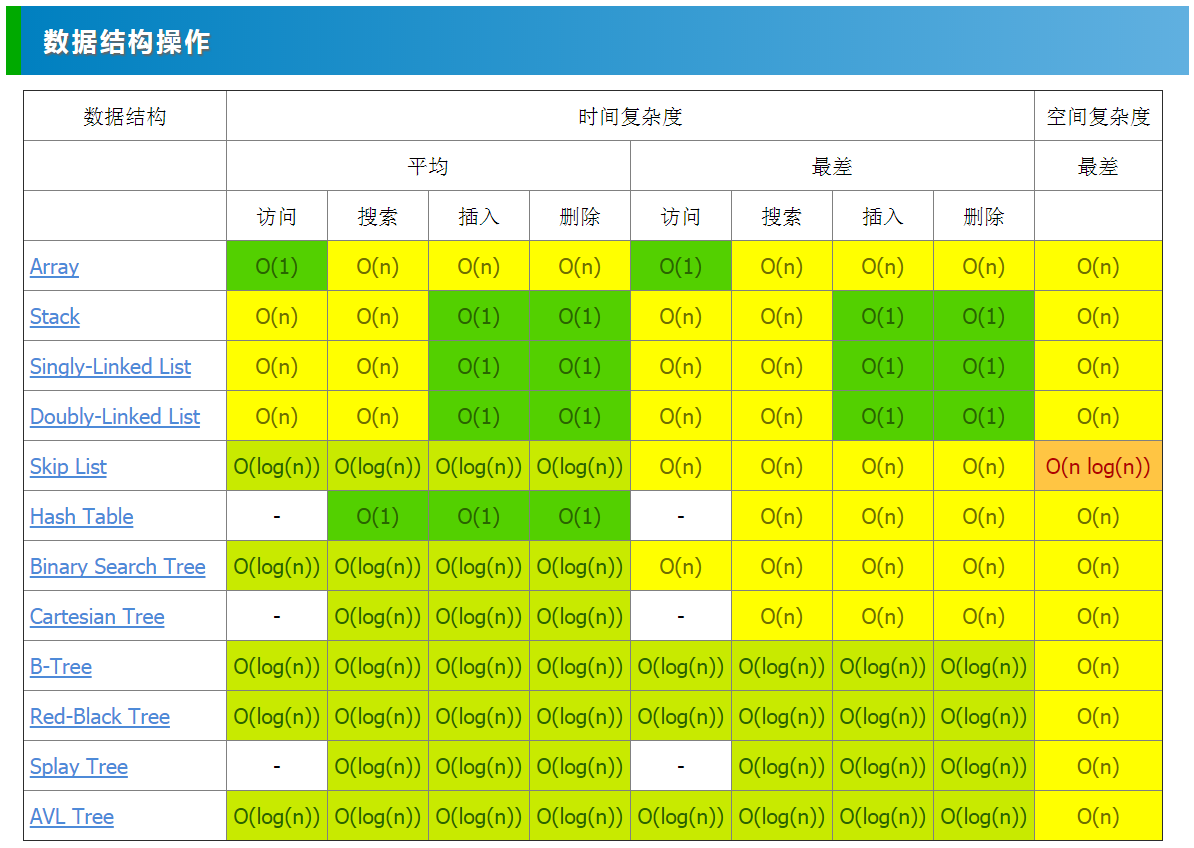 数据结构操作
数据结构 时间复杂度 空间复杂度
平均 最差 最差
访问 搜索 插入 删除 访问 搜索 插入 删除
Array O(1) O(n) O(n) O(n) O(1) O(n) O(n) O(n) O(n)
Stack O(n) O(n) O(1) O(1) O(n) O(n) O(1) O(1) O(n)
Singly-Linked List O(n) O(n) O(1) O(1) O(n) O(n) O(1) O(1) O(n)
Doubly-Linked List O(n) O(n) O(1) O(1) O(n) O(n) O(1) O(1) O(n)
Skip List O(log(n)) O(log(n)) O(log(n)) O(log(n)) O(n) O(n) O(n) O(n) O(n log(n))
Hash Table - O(1) O(1) O(1) - O(n) O(n) O(n) O(n)
Binary Search Tree O(log(n)) O(log(n)) O(log(n)) O(log(n)) O(n) O(n) O(n) O(n) O(n)
Cartesian Tree - O(log(n)) O(log(n)) O(log(n)) - O(n) O(n) O(n) O(n)
B-Tree O(log(n)) O(log(n)) O(log(n)) O(log(n)) O(log(n)) O(log(n)) O(log(n)) O(log(n)) O(n)
Red-Black Tree O(log(n)) O(log(n)) O(log(n)) O(log(n)) O(log(n)) O(log(n)) O(log(n)) O(log(n)) O(n)
Splay Tree - O(log(n)) O(log(n)) O(log(n)) - O(log(n)) O(log(n)) O(log(n)) O(n)
AVL Tree O(log(n)) O(log(n)) O(log(n)) O(log(n)) O(log(n)) O(log(n)) O(log(n)) O(log(n)) O(n)